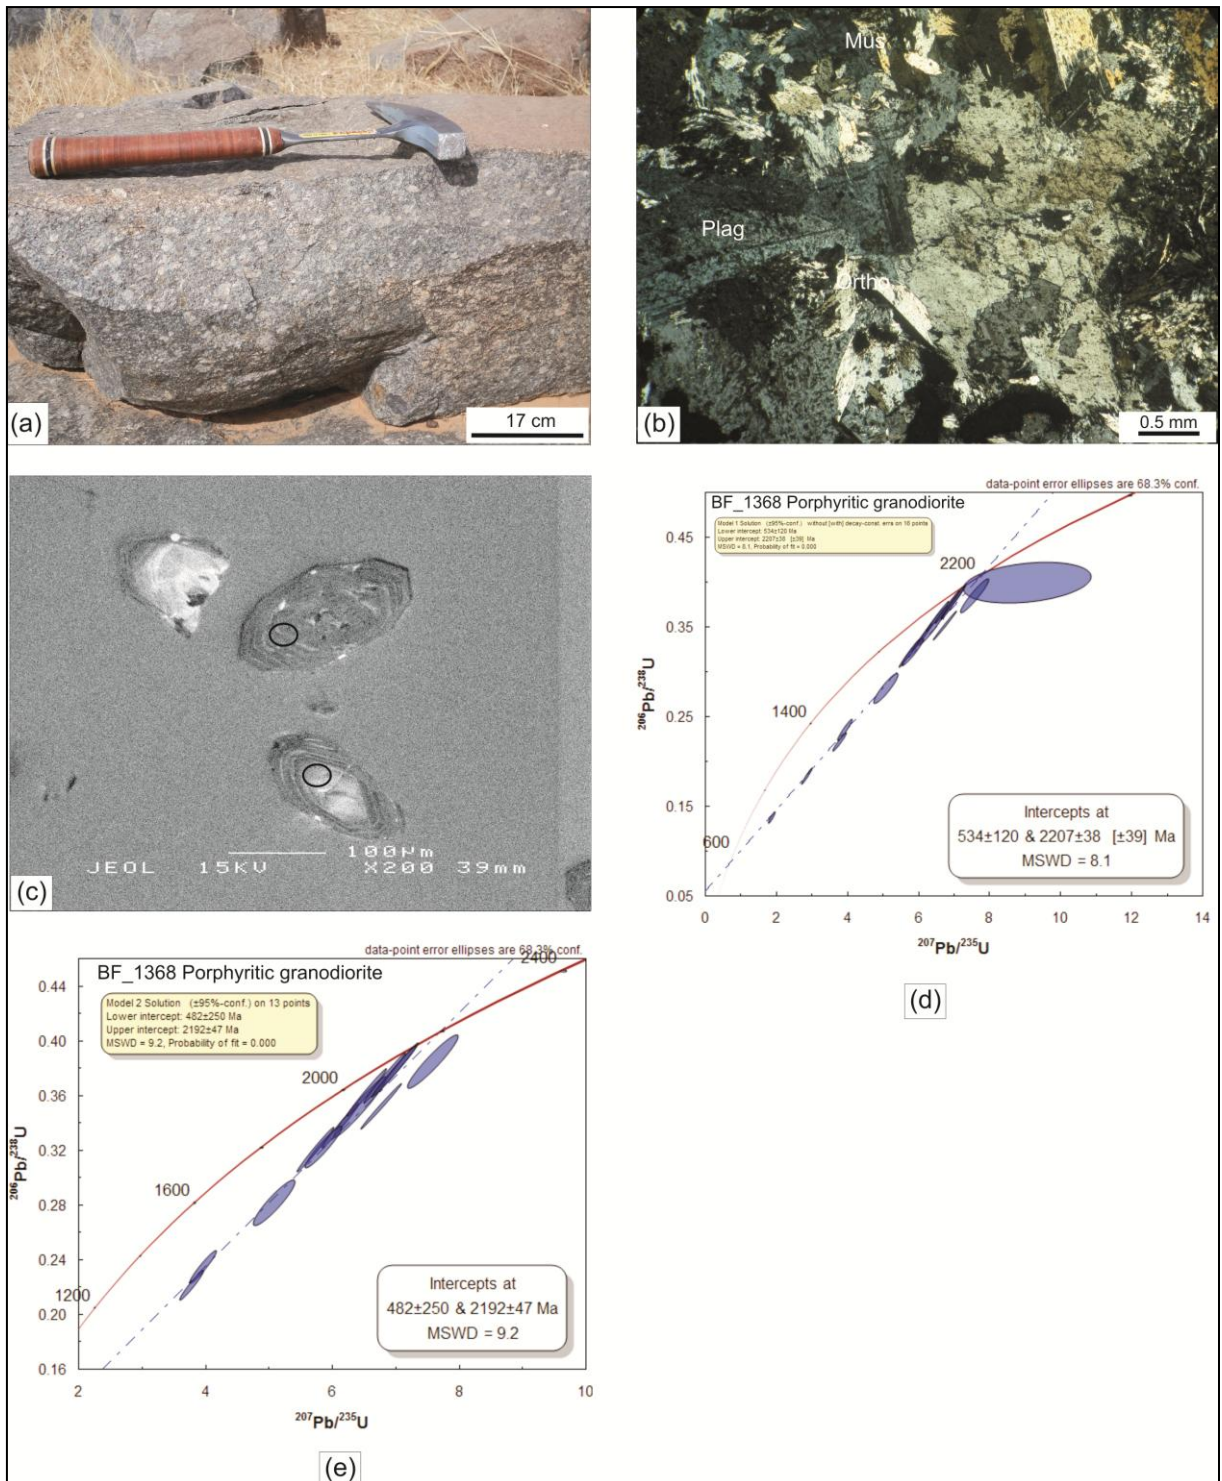 (a)
17 cm
Mus
Plag
Ortho
(b)
0.5 mm
JEOL 15KV 100µm X200 39mm
(c)
data-point error ellipses are 68.3% conf.
BF_1368 Porphyritic granodiorite
Model 1 Solution (±95%-conf.) without [with] decay-const. errs on 16 points
Lower intercept: 534±120 Ma
Upper intercept: 2207±38 [±39] Ma
MSWD = 8.1, Probability of fit = 0.000
0.45
0.35
0.25
0.15
0.05
2200
1400
600
206Pb/238U
Intercepts at
534±120 & 2207±38 [±39] Ma
MSWD = 8.1
0 2 4 6 8 10 12 14
207Pb/235U
(d)
data-point error ellipses are 68.3% conf.
BF_1368 Porphyritic granodiorite
2400
Model 2 Solution (±95%-conf.) on 13 points
Lower intercept: 482±250 Ma
Upper intercept: 2192±47 Ma
MSWD = 9.2, Probability of fit = 0.000
0.44
0.40
0.36
0.32
0.28
0.24
0.20
0.16
2000
1600
1200
206Pb/238U
Intercepts at
482±250 & 2192±47 Ma
MSWD = 9.2
2 4 6 8 10
207Pb/235U
(e)